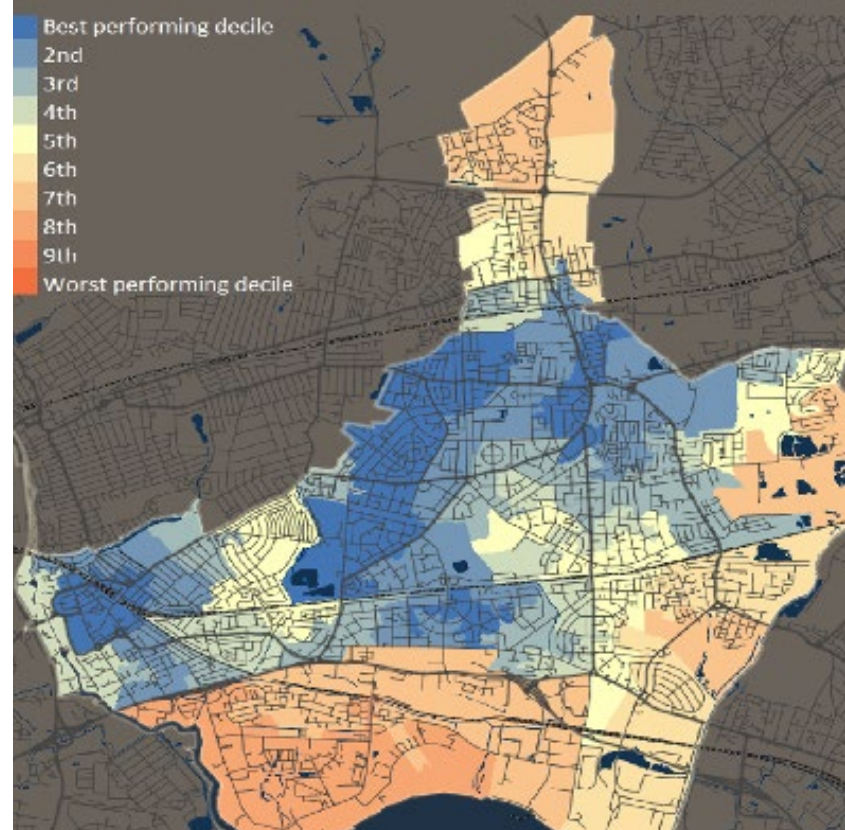 Best performing decile
2nd
3rd
4th
5th
6th
7th
8th
9th
Worst performing decile